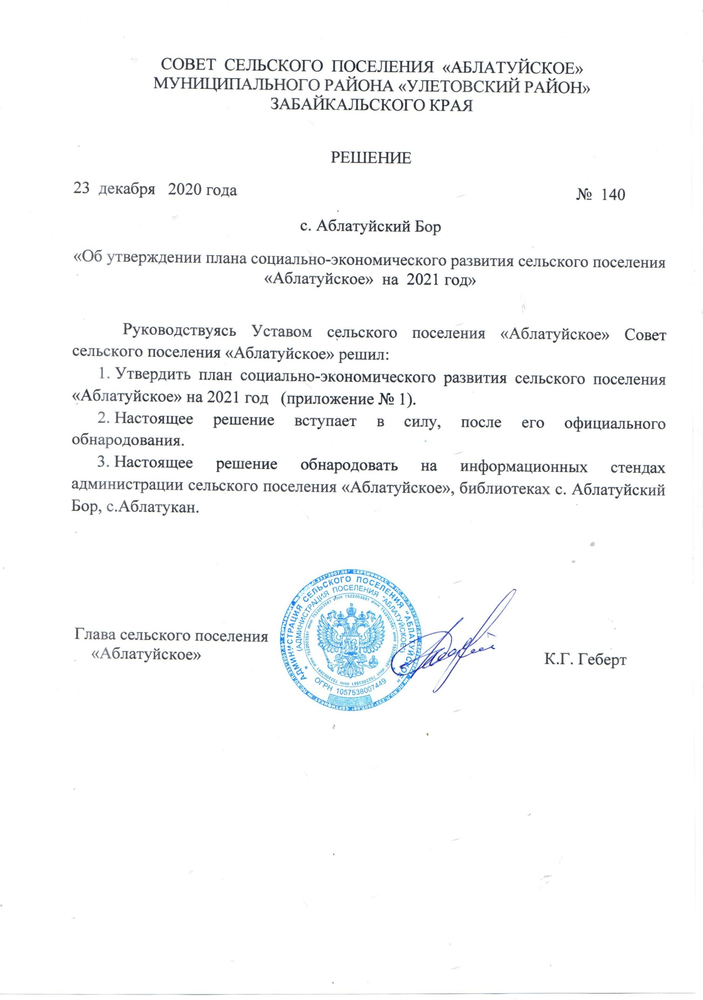 СОВЕТ СЕЛЬСКОГО ПОСЕЛЕНИЯ «АБЛАТУЙСКОЕ»
МУНИЦИПАЛЬНОГО РАЙОНА «УЛЕТОВСКИЙ РАЙОН»
ЗАБАЙКАЛЬСКОГО КРАЯ
РЕШЕНИЕ
23 декабря 2020 года № 140
с. Аблатуйский Бор
«Об утверждении плана социально-экономического развития сельского поселения
«Аблатуйское» на 2021 год»
Руководствуясь Уставом сельского поселения «Аблатуйское» Совет
сельского поселения «Аблатуйское» решил:
1. Утвердить план социально-экономического развития сельского поселения
«Аблатуйское» на 2021 год (приложение № 1).
2. Настоящее решение вступает в силу, после его официального
обнародования.
3. Настоящее решение обнародовать на информационных стендах
администрации сельского поселения «Аблатуйское», библиотеках с. Аблатуйский
Бор, с.Аблатукан.
Глава сельского поселения
«Аблатуйское» К.Г. Геберт
АДМИНИСТРАЦИЯ СЕЛЬСКОГО ПОСЕЛЕНИЯ "АБЛАТУЙСКОЕ"
(АДМИНИСТРАЦИЯ ПОСЕЛЕНИЯ "АБЛАТУЙСКОЕ")
ИНН 7522003581
ОГРН 1057538007449